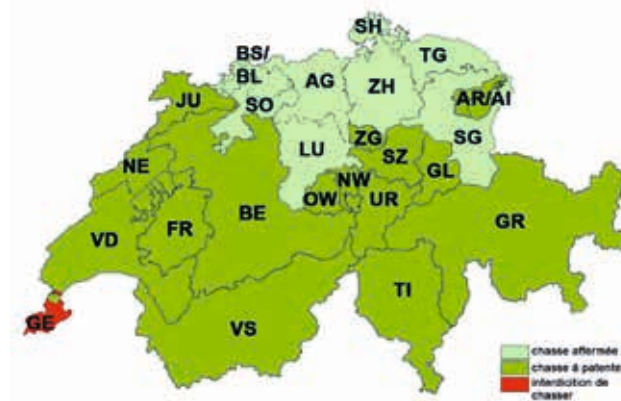 SH
BS/
BL
AG
ZH
TG
JU
SO
AR/AI
ZG
SG
LU
SZ
NE
NW
GL
OW
UR
BE
FR
GR
VD
TI
GE
VS
chasse affermée
chasse à patente
interdicition de
chasser